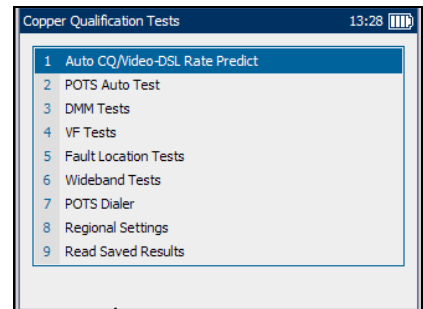 Copper Qualification Tests 13:28
1 Auto CQ/Video-DSL Rate Predict
2 POTS Auto Test
3 DMM Tests
4 VF Tests
5 Fault Location Tests
6 Wideband Tests
7 POTS Dialer
8 Regional Settings
9 Read Saved Results